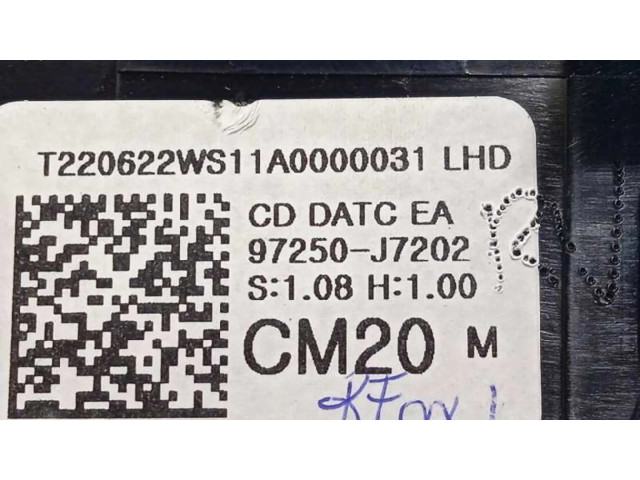 T220622WS11A0000031 LHD
CD DATC EA
97250-J7202
S:1.08 H:1.00
CM20 M